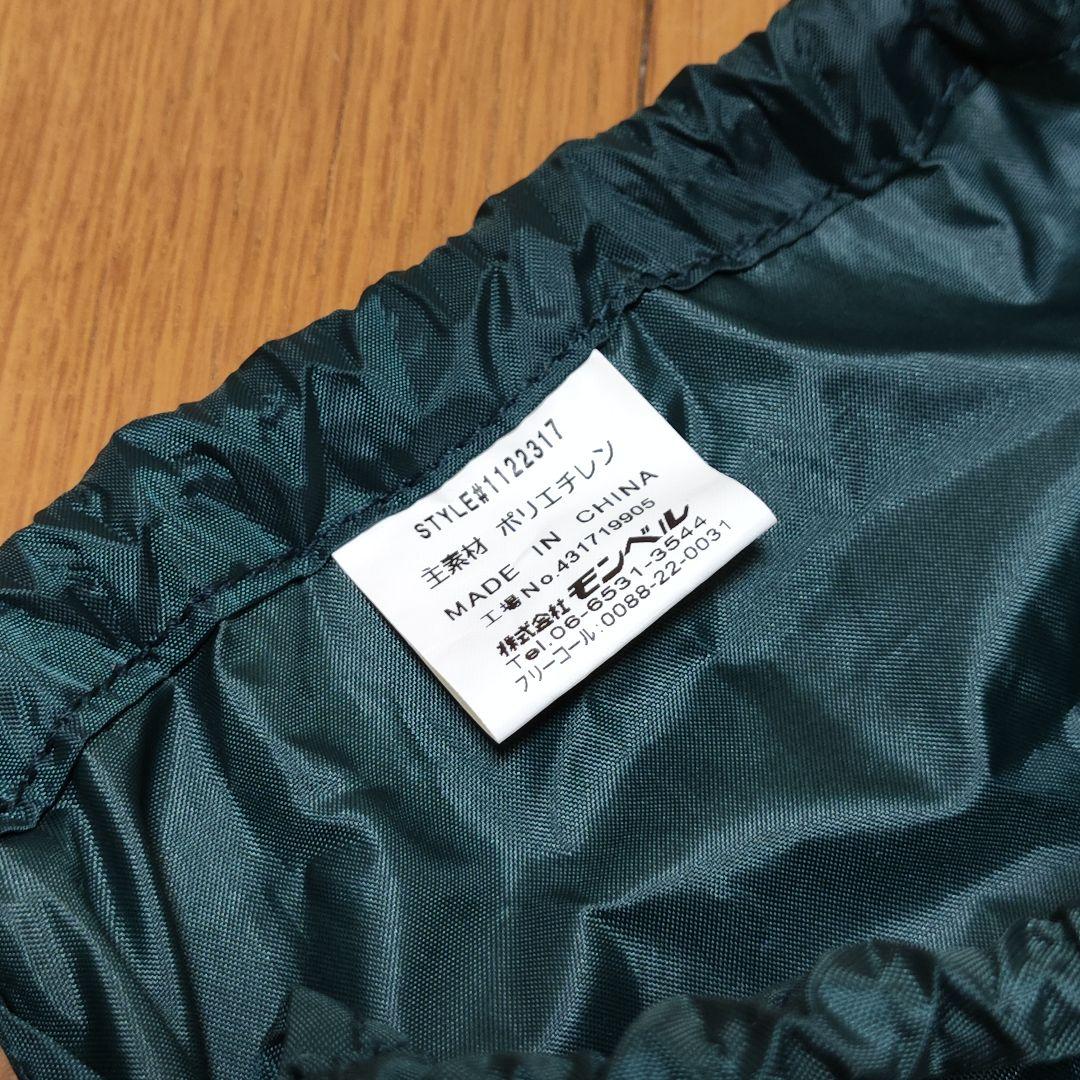 STYLE#1122317
主素材 ポリエチレン
MADE IN CHINA
工場No.431719905
株式会社 モンベル
Tel:06-6531-3544
フリーコール:0088-22-0031